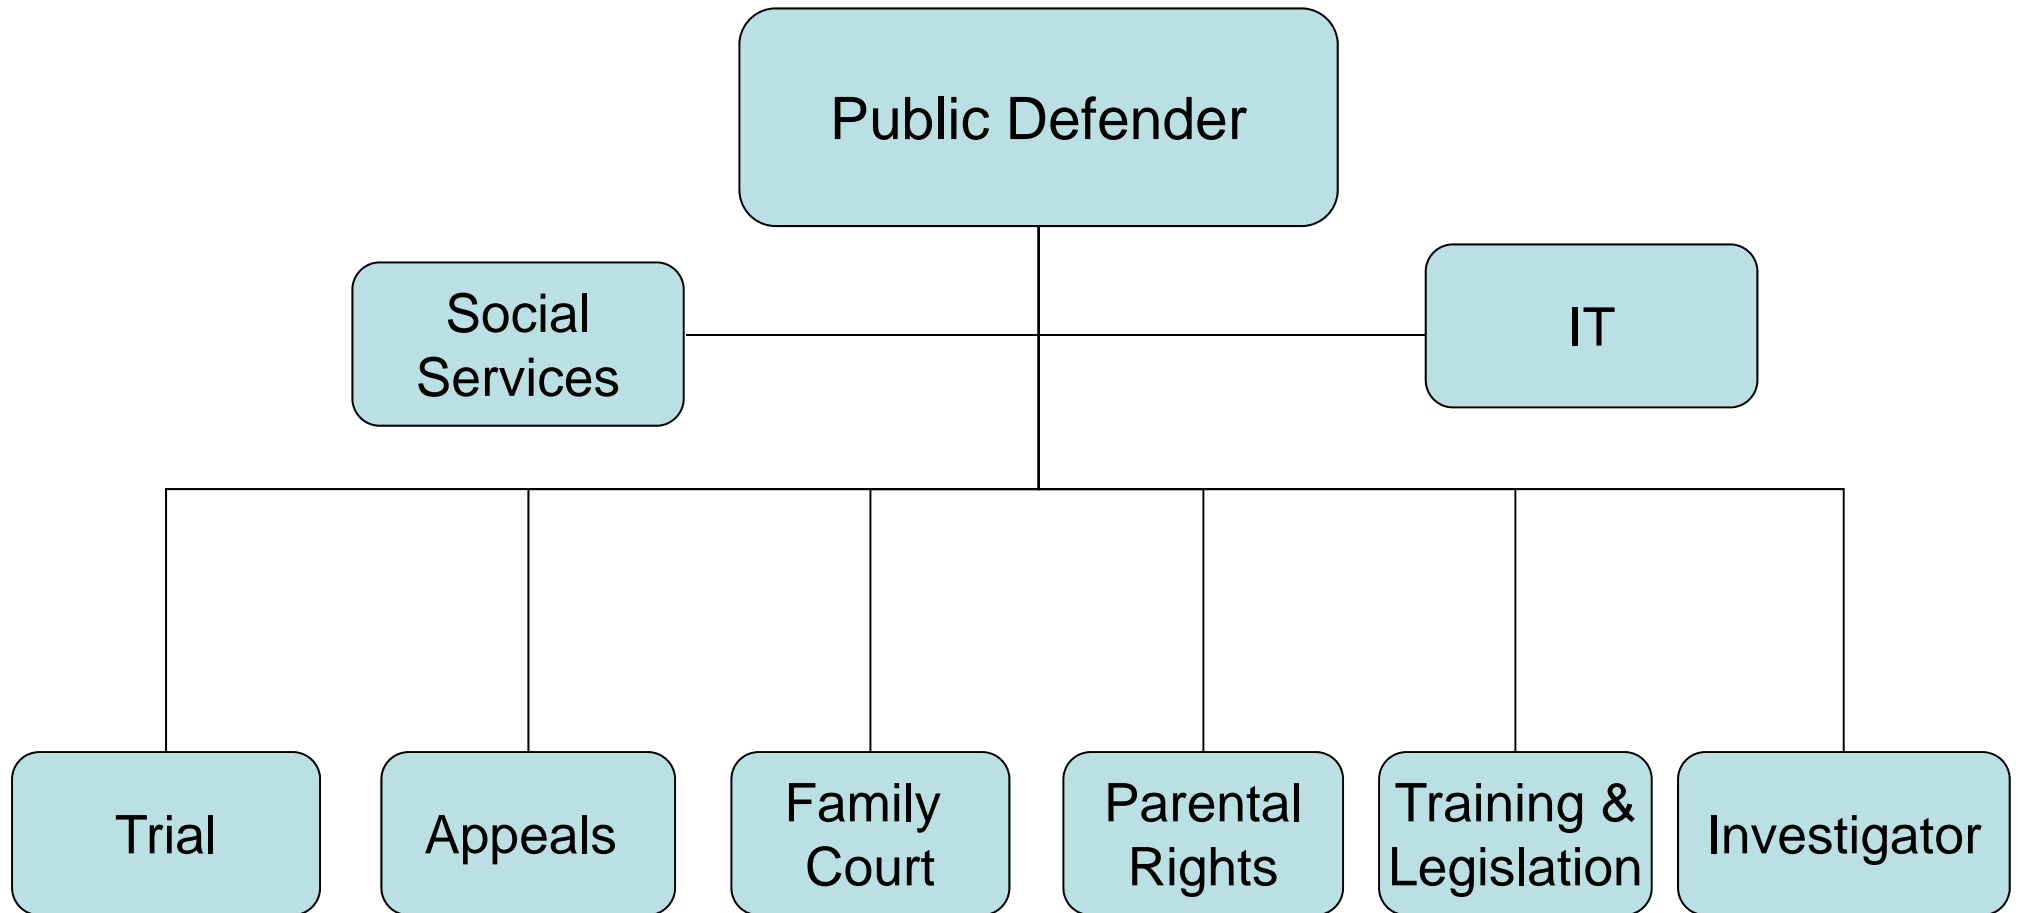 Public Defender
Social
Services
IT
Trial
Appeals
Family
Court
Parental
Rights
Training &
Legislation
Investigator